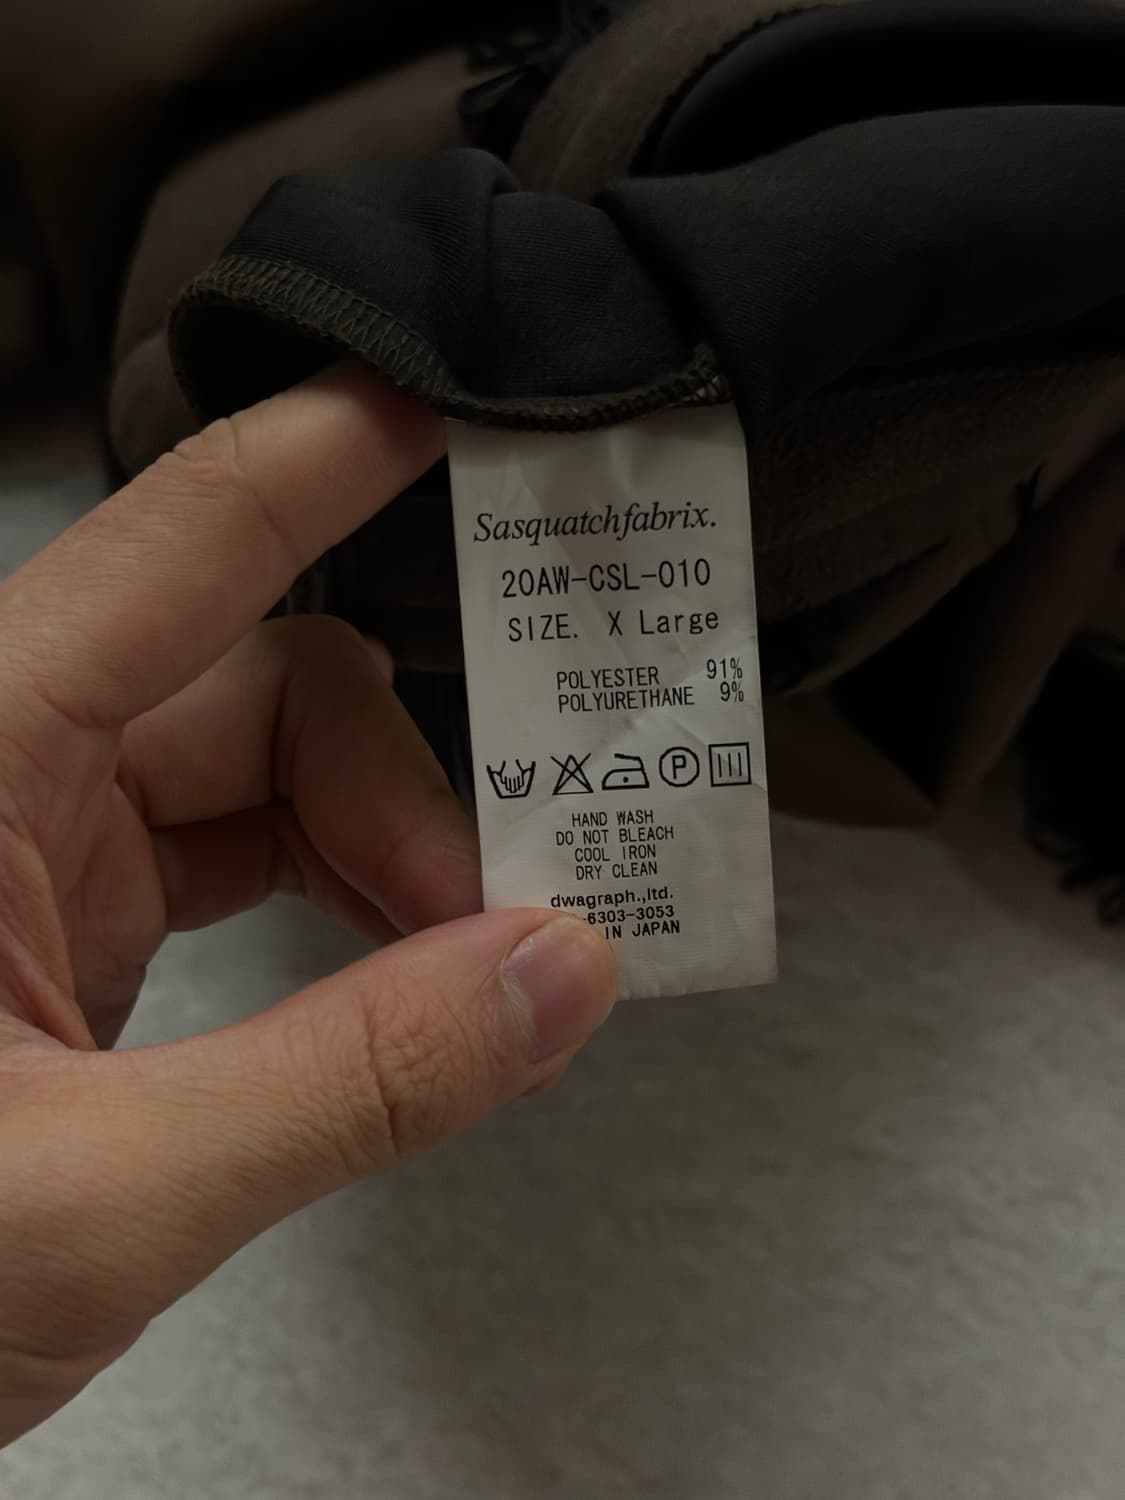 Sasquatchfabrix.
20AW-CSL-010
SIZE. X Large
POLYESTER 91%
POLYURETHANE 9%
P
HAND WASH
DO NOT BLEACH
COOL IRON
DRY CLEAN
dwagraph.,ltd.
-6303-3053
IN JAPAN